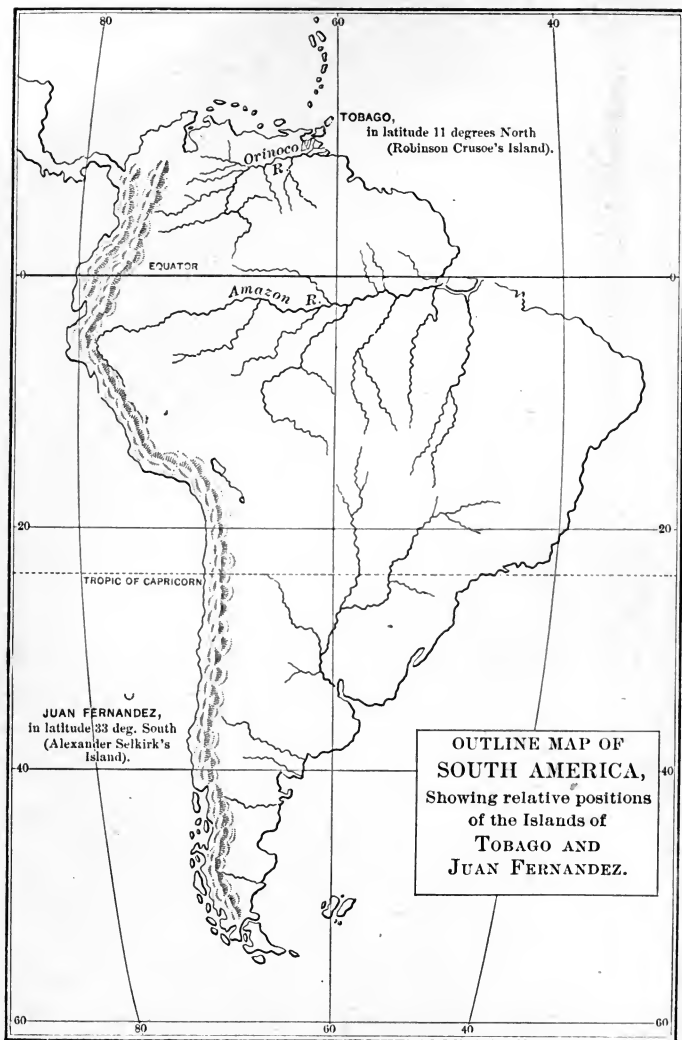 80 60 40
TOBAGO,
in latitude 11 degrees North
(Robinson Crusoe's Island).
Orinoco
R.
0 EQUATOR 0
Amazon R.
20 20
TROPIC OF CAPRICORN
JUAN FERNANDEZ,
in latitude 33 deg. South
(Alexander Selkirk's
Island).
40 40
OUTLINE MAP OF
SOUTH AMERICA,
Showing relative positions
of the Islands of
TOBAGO AND
JUAN FERNANDEZ.
60 60
80 60 40